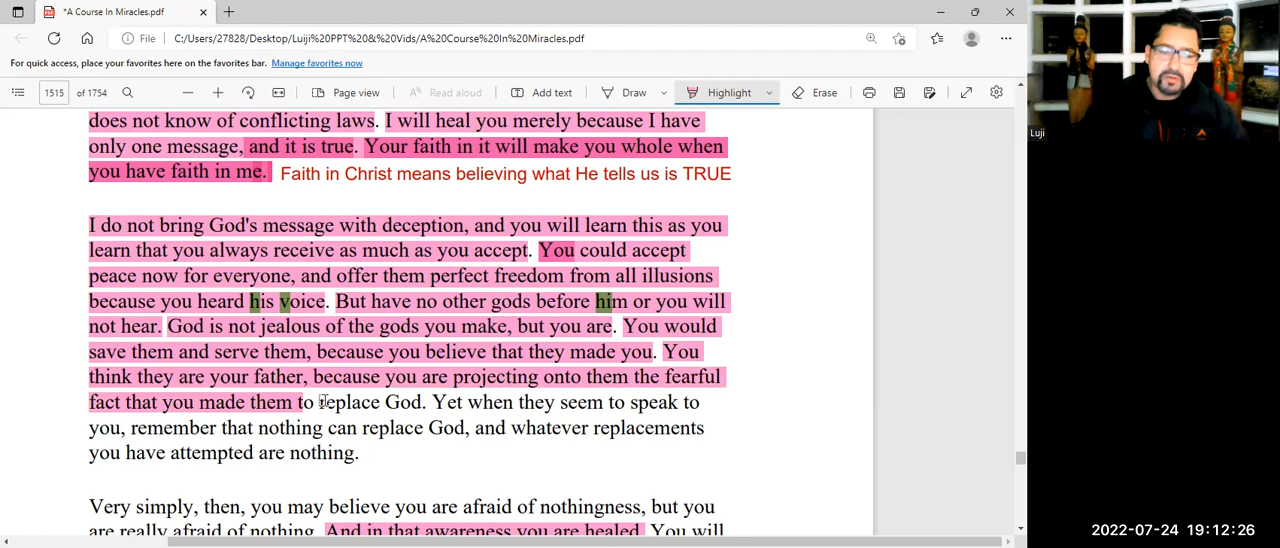 *A Course In Miracles.pdf
File C:/Users/27828/Desktop/Luiji%20PPT%20&%20Vids/A%20Course%20In%20Miracles.pdf
For quick access, place your favorites here on the favorites bar. Manage favorites now
1515 of 1754 Page view Read aloud Add text Draw Highlight Erase
does not know of conflicting laws. I will heal you merely because I have
only one message, and it is true. Your faith in it will make you whole when
you have faith in me. Faith in Christ means believing what He tells us is TRUE
I do not bring God's message with deception, and you will learn this as you
learn that you always receive as much as you accept. You could accept
peace now for everyone, and offer them perfect freedom from all illusions
because you heard his voice. But have no other gods before him or you will
not hear. God is not jealous of the gods you make, but you are. You would
save them and serve them, because you believe that they made you. You
think they are your father, because you are projecting onto them the fearful
fact that you made them to replace God. Yet when they seem to speak to
you, remember that nothing can replace God, and whatever replacements
you have attempted are nothing.
Very simply, then, you may believe you are afraid of nothingness, but you
are really afraid of nothing. And in that awareness you are healed. You will
Luji
2022-07-24 19:12:26